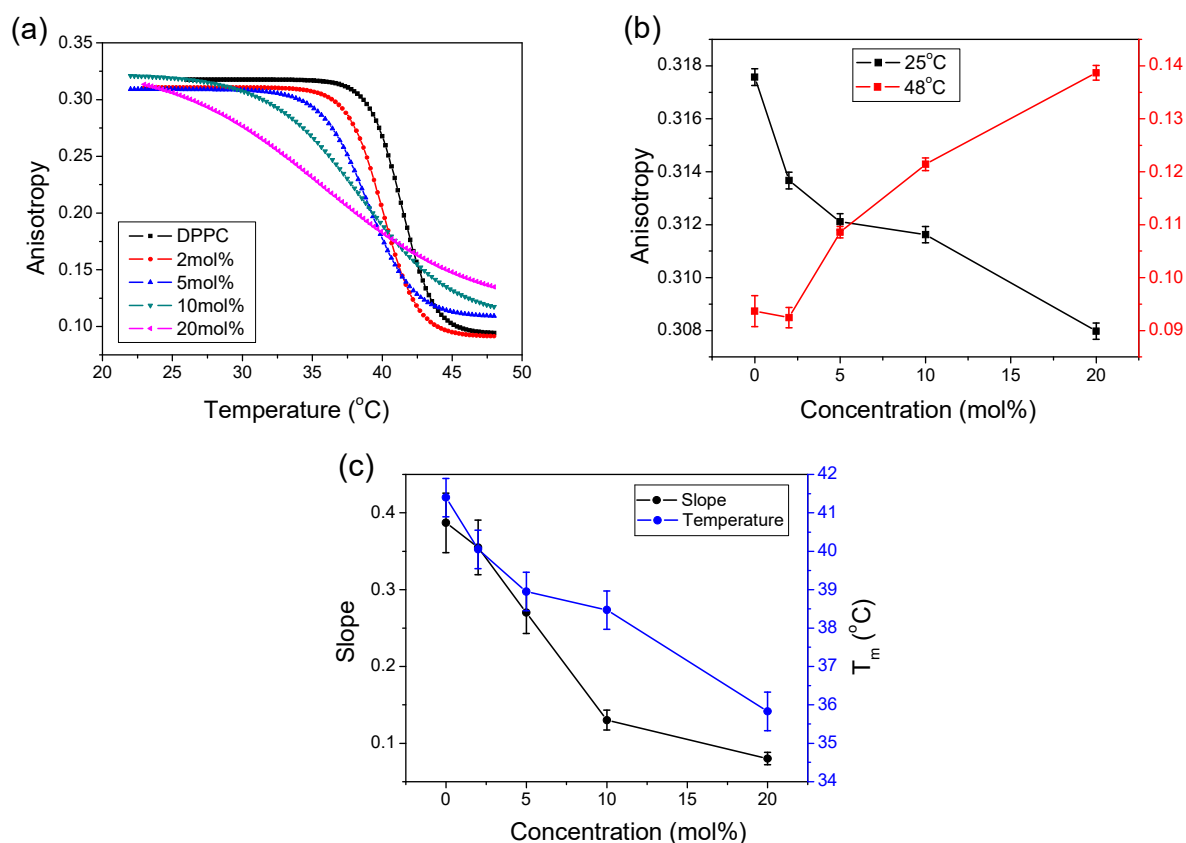 (a)
0.35
0.30
0.25
0.20
0.15
0.10
Anisotropy
DPPC
2mol%
5mol%
10mol%
20mol%
20 25 30 35 40 45 50
Temperature (°C)
(b)
0.318
0.316
0.314
0.312
0.310
0.308
Anisotropy
25°C
48°C
0.14
0.13
0.12
0.11
0.10
0.09
0 5 10 15 20
Concentration (mol%)
(c)
0.4
0.3
0.2
0.1
Slope
Slope
Temperature
42
41
40
39
38
37
36
35
34
Tm (°C)
0 5 10 15 20
Concentration (mol%)